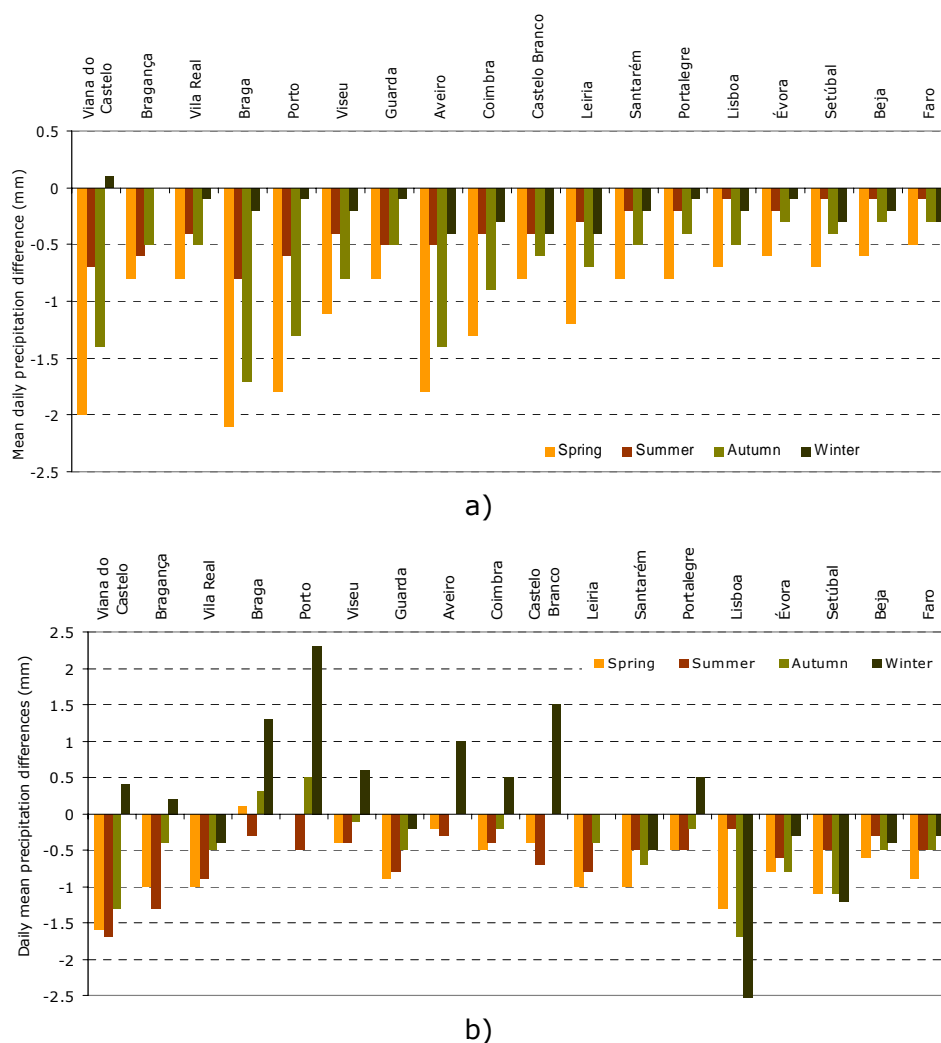 a)
Viana do
Castelo
Bragança
Vila Real
Braga
Porto
Viseu
Guarda
Aveiro
Coimbra
Castelo Branco
Leiria
Santarém
Portalegre
Lisboa
Évora
Setúbal
Beja
Faro
Mean daily precipitation difference (mm)
0.5
0
-0.5
-1
-1.5
-2
-2.5
Spring Summer Autumn Winter
a)
Viana do
Castelo
Bragança
Vila Real
Braga
Porto
Viseu
Guarda
Aveiro
Coimbra
Castelo
Branco
Leiria
Santarém
Portalegre
Lisboa
Évora
Setúbal
Beja
Faro
Daily mean precipitation differences (mm)
2.5
2
1.5
1
0.5
0
-0.5
-1
-1.5
-2
-2.5
Spring Summer Autumn Winter
b)